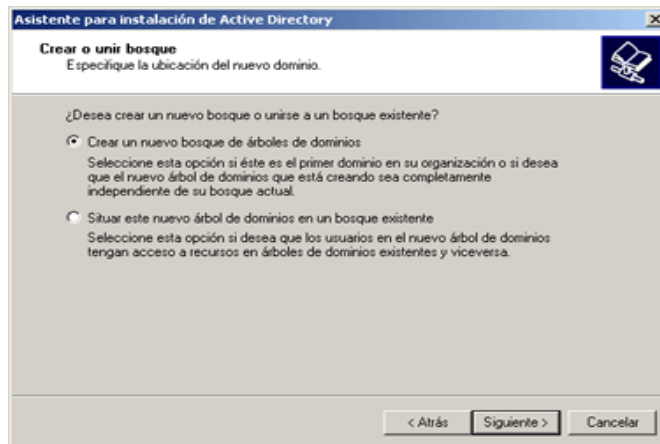 Asistente para instalación de Active Directory
Crear o unir bosque
Especifique la ubicación del nuevo dominio.
¿Desea crear un nuevo bosque o unirse a un bosque existente?
Crear un nuevo bosque de árboles de dominios
Seleccione esta opción si éste es el primer dominio en su organización o si desea
que el nuevo árbol de dominios que está creando sea completamente
independiente de su bosque actual.
Situar este nuevo árbol de dominios en un bosque existente
Seleccione esta opción si desea que los usuarios en el nuevo árbol de dominios
tengan acceso a recursos en árboles de dominios existentes y viceversa.
< Atrás Siguiente > Cancelar